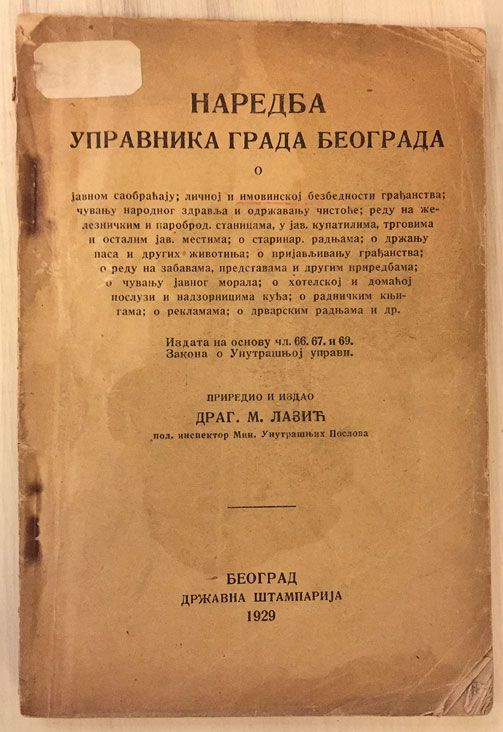 НАРЕДБА
УПРАВНИКА ГРАДА БЕОГРАДА
О
јавном саобраћају; личној и имовинској безбедности грађанства;
чувању народног здравља и одржавању чистоће; реду на же-
лезничким и пароброд. станицама, у јав. купатилима, трговима
и осталим јав. местима; о старинар. радњама; о држању
паса и других животиња; о пријављивању грађанства;
о реду на забавама, представама и другим приредбама;
о чувању јавног морала; о хотелској и домаћој
послузи и надзорницима кућа; о радничким књи-
гама; о рекламама; о дрварским радњама и др.
Издата на основу чл. 66. 67. и 69.
Закона о Унутрашњој управи.
ПРИРЕДИО И ИЗДАО
ДРАГ. М. ЛАЗИЋ
пол. инспектор Мин. Унутрашњих Послова
БЕОГРАД
ДРЖАВНА ШТАМПАРИЈА
1929